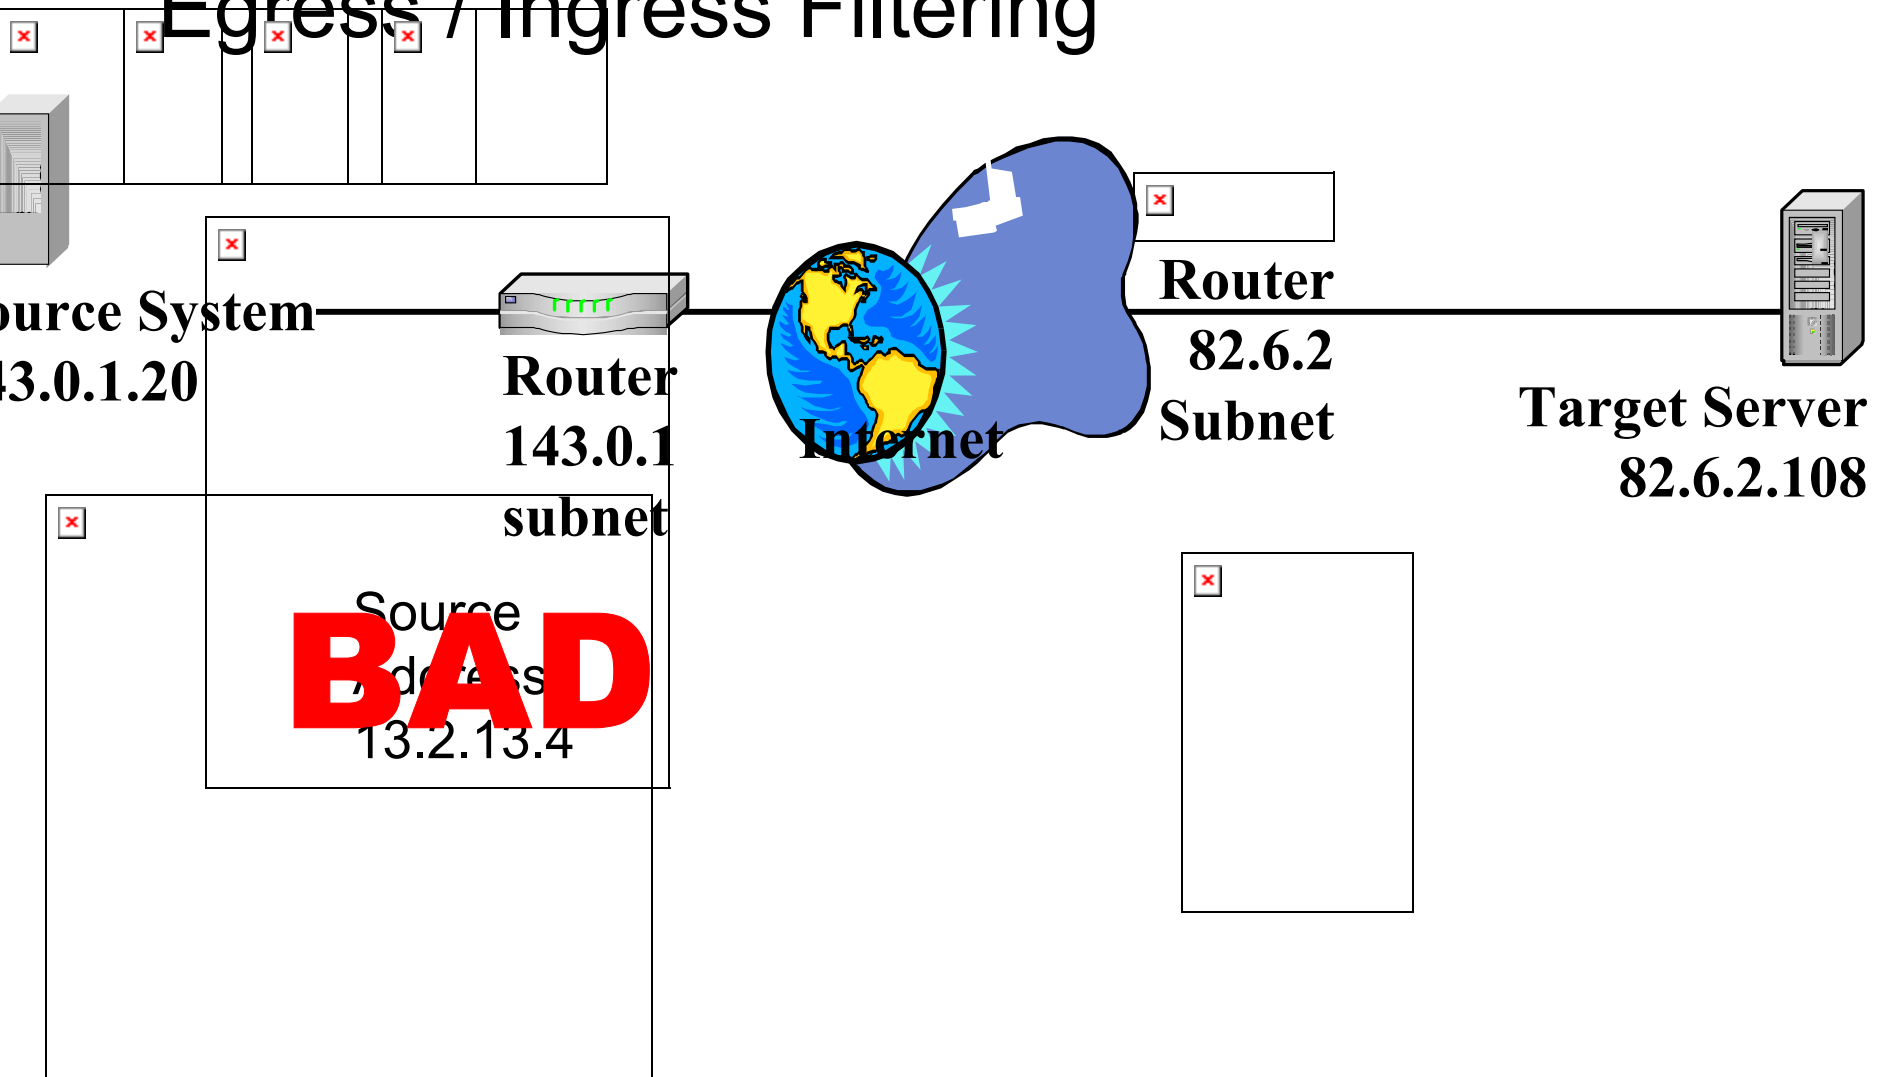 Egress / Ingress Filtering
ource System
43.0.1.20
Router
143.0.1
subnet
Internet
Router
82.6.2
Subnet
Target Server
82.6.2.108
Source
Address
13.2.13.4
BAD